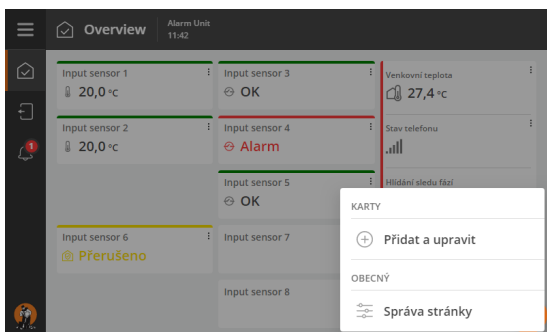 Overview
Alarm Unit
11:42
Input sensor 1
20,0 °C
Input sensor 3
OK
Venkovní teplota
27,4 °C
Input sensor 2
20,0 °C
Input sensor 4
Alarm
Stav telefonu
1
Input sensor 5
OK
Hlídání sledu fází
Input sensor 6
Přerušeno
Input sensor 7
Input sensor 8
KARTY
Přidat a upravit
OBECNÝ
Správa stránky